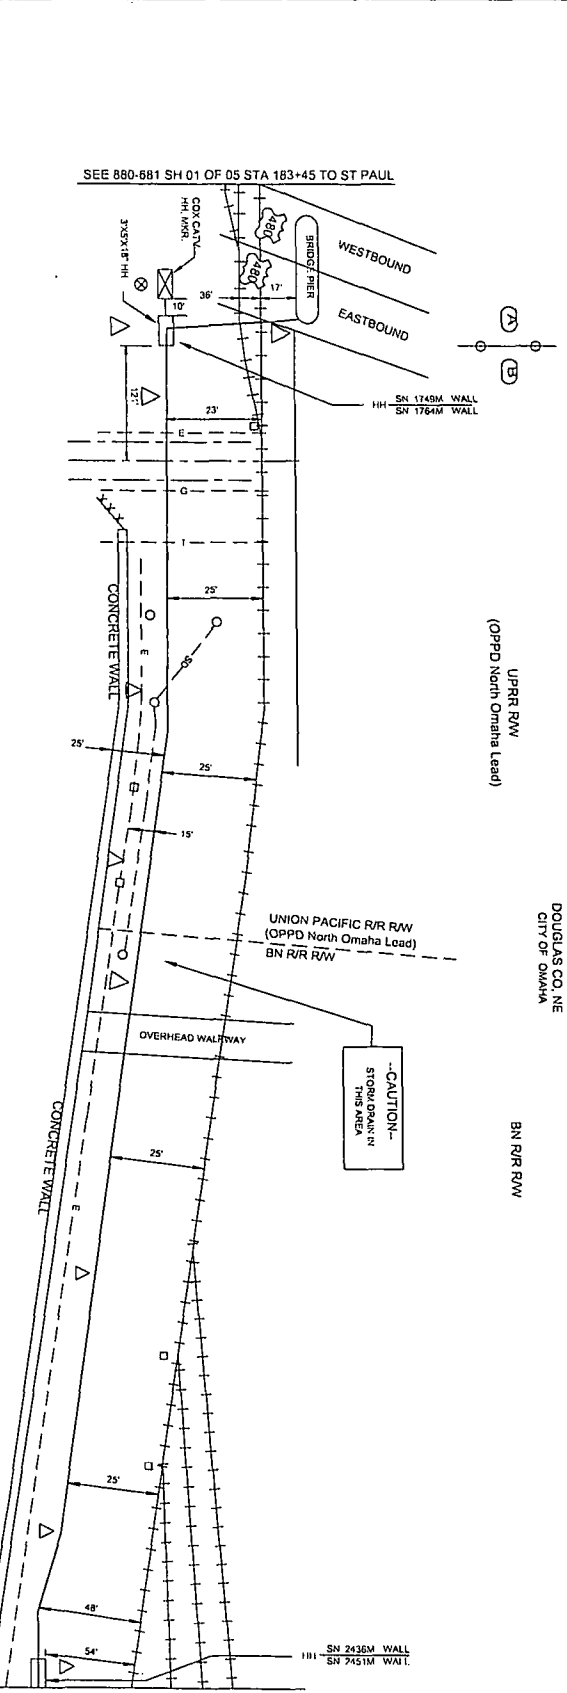 SEE 880-681 SH 01 OF 05 STA 183+45 TO ST PAUL
WESTBOUND
EASTBOUND
BRIDGE PIER
480
480
COX CATV
HH, MKR.
3'X5'X18" HH
17'
36'
10'
A
B
HH
SN 1749M WALL
SN 1764M WALL
23'
E
G
T
25'
CONCRETE WALL
E
SD
UPRR R/W
(OPPD North Omaha Lead)
25'
25'
15'
UNION PACIFIC R/R R/W
(OPPD North Omaha Lead)
BN R/R R/W
DOUGLAS CO, NE
CITY OF OMAHA
OVERHEAD WALKWAY
--CAUTION--
STORM DRAIN IN
THIS AREA
BN R/R R/W
CONCRETE WALL
25'
E
25'
48'
54'
HH
SN 2436M WALL
SN 2451M WALL